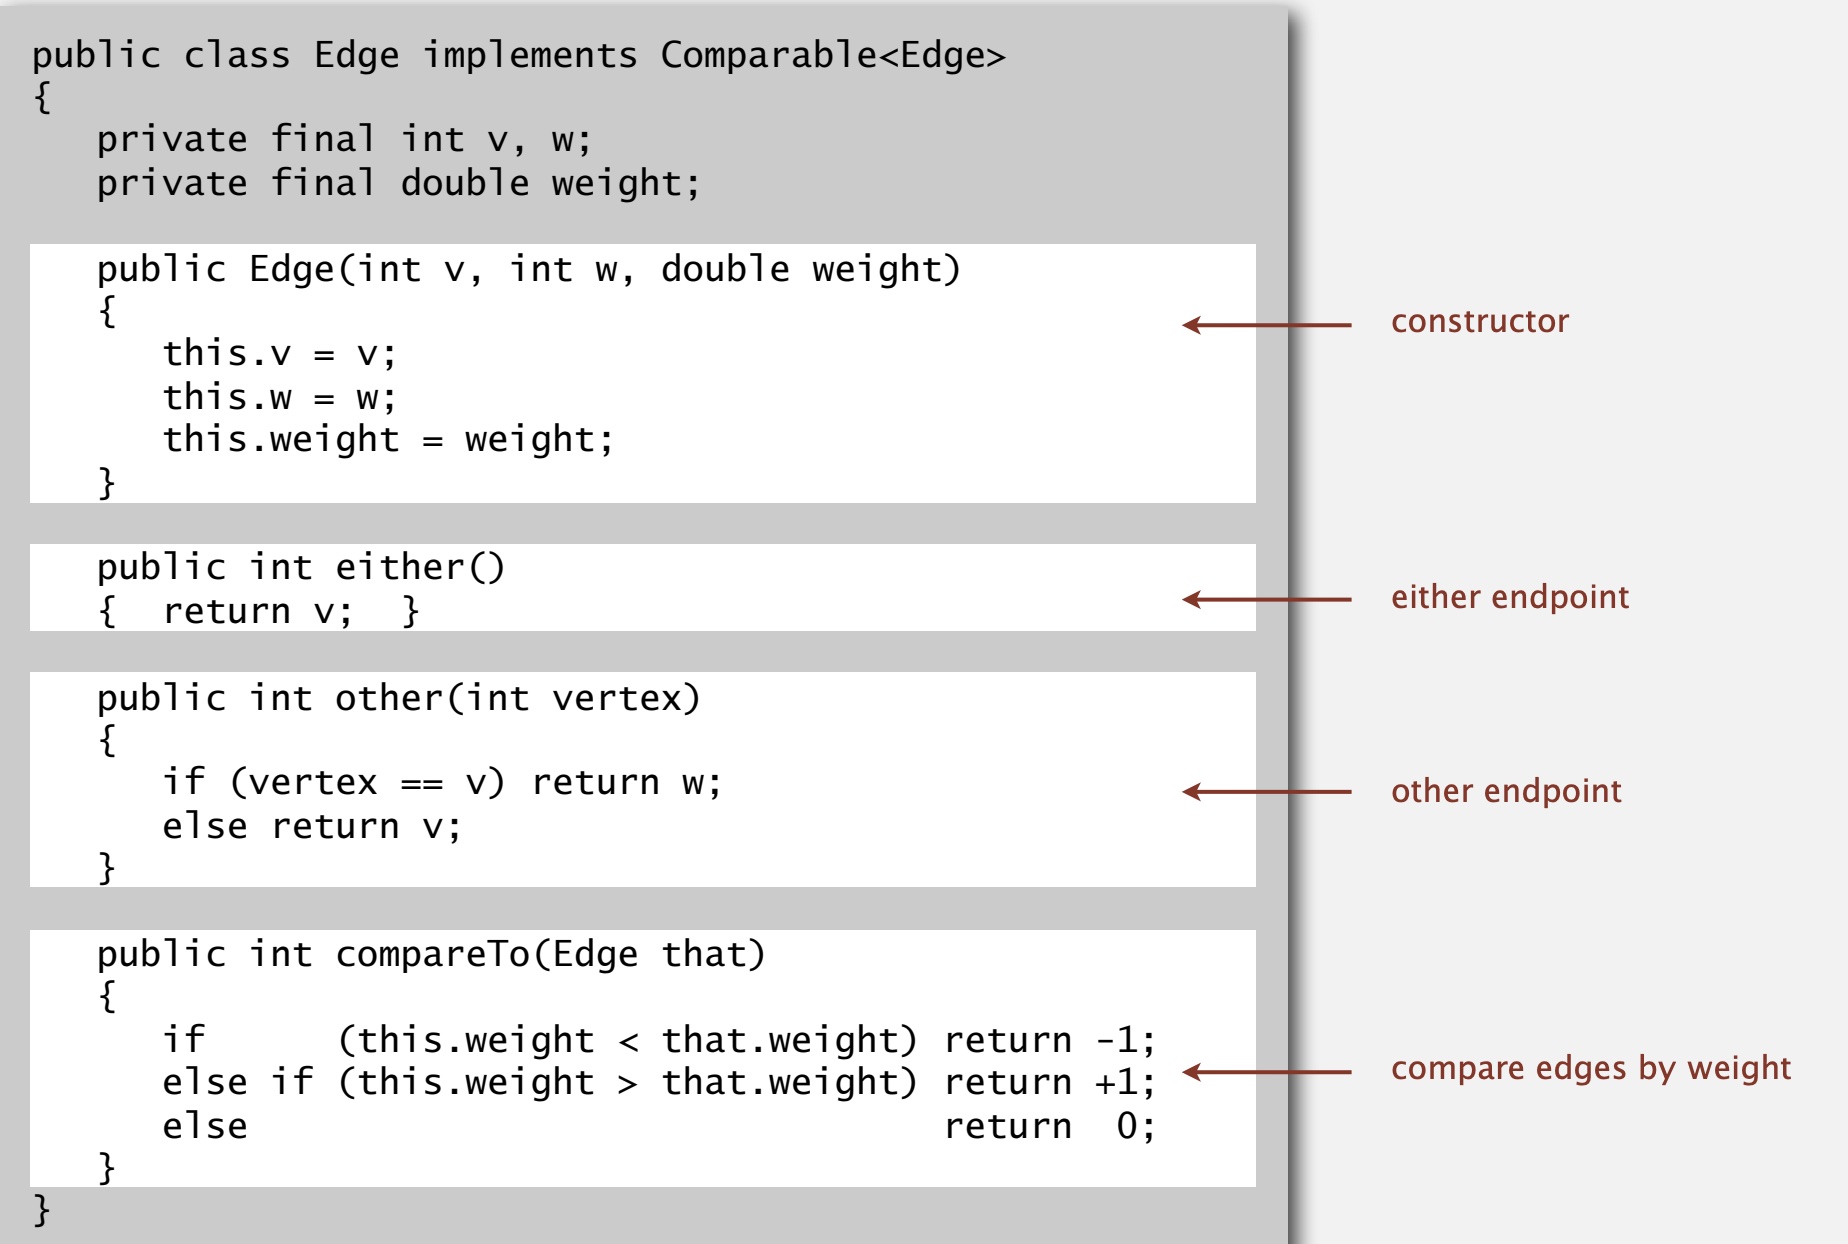 public class Edge implements Comparable<Edge>
{
   private final int v, w;
   private final double weight;
   public Edge(int v, int w, double weight)
   {
      this.v = v;
      this.w = w;
      this.weight = weight;
   }
constructor
   public int either()
   {  return v;  }
either endpoint
   public int other(int vertex)
   {
      if (vertex == v) return w;
      else return v;
   }
other endpoint
   public int compareTo(Edge that)
   {
      if      (this.weight < that.weight) return -1;
      else if (this.weight > that.weight) return +1;
      else                                return  0;
   }
compare edges by weight
}